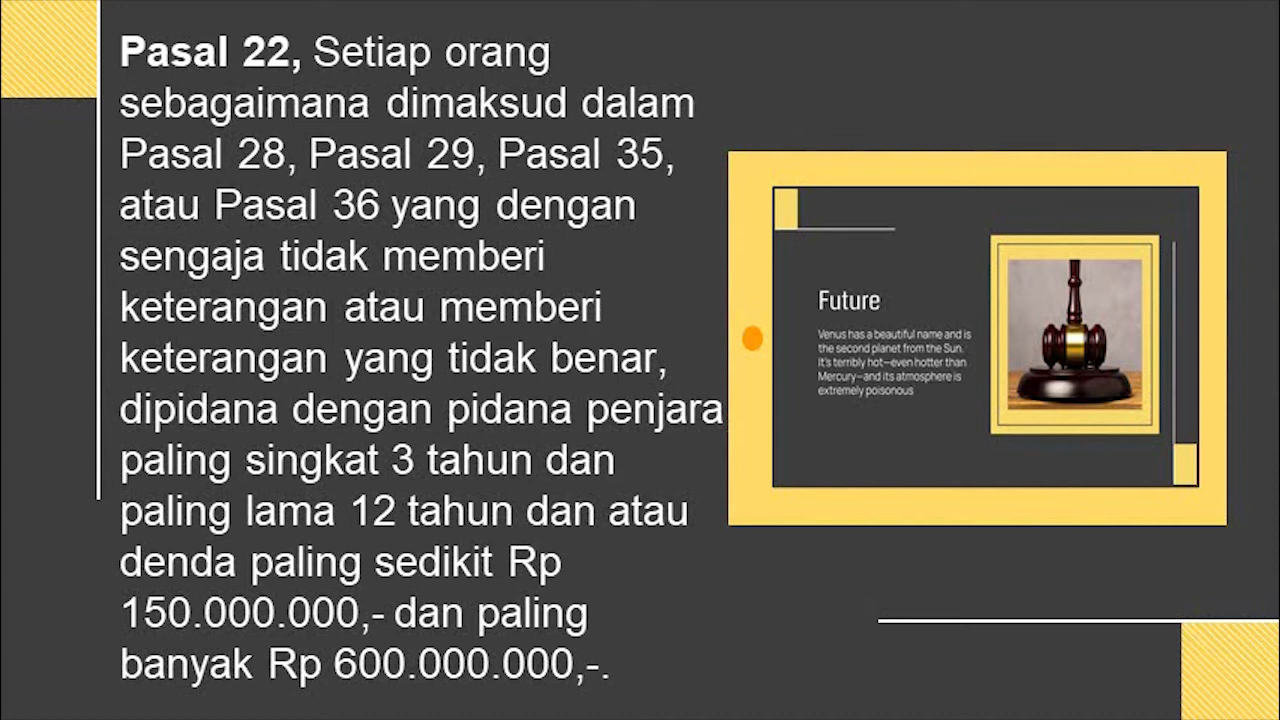 Pasal 22, Setiap orang
sebagaimana dimaksud dalam
Pasal 28, Pasal 29, Pasal 35,
atau Pasal 36 yang dengan
sengaja tidak memberi
keterangan atau memberi
keterangan yang tidak benar,
dipidana dengan pidana penjara
paling singkat 3 tahun dan
paling lama 12 tahun dan atau
denda paling sedikit Rp
150.000.000,- dan paling
banyak Rp 600.000.000,-.
Future
Venus has a beautiful name and is
the second planet from the Sun.
It's terribly hot—even hotter than
Mercury—and its atmosphere is
extremely poisonous